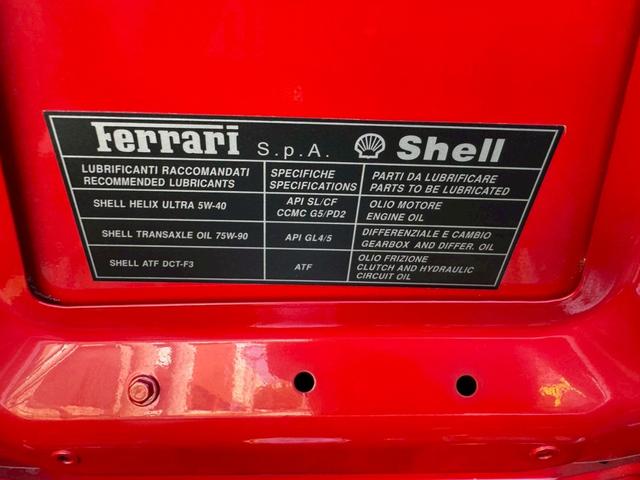 Ferrari S.p.A. Shell
LUBRIFICANTI RACCOMANDATI
RECOMMENDED LUBRICANTS
SPECIFICHE
SPECIFICATIONS
PARTI DA LUBRIFICARE
PARTS TO BE LUBRICATED
SHELL HELIX ULTRA 5W-40
API SL/CF
CCMC G5/PD2
OLIO MOTORE
ENGINE OIL
SHELL TRANSAXLE OIL 75W-90
API GL4/5
DIFFERENZIALE E CAMBIO
GEARBOX AND DIFFER. OIL
SHELL ATF DCT-F3
ATF
OLIO FRIZIONE
CLUTCH AND HYDRAULIC
CIRCUIT OIL